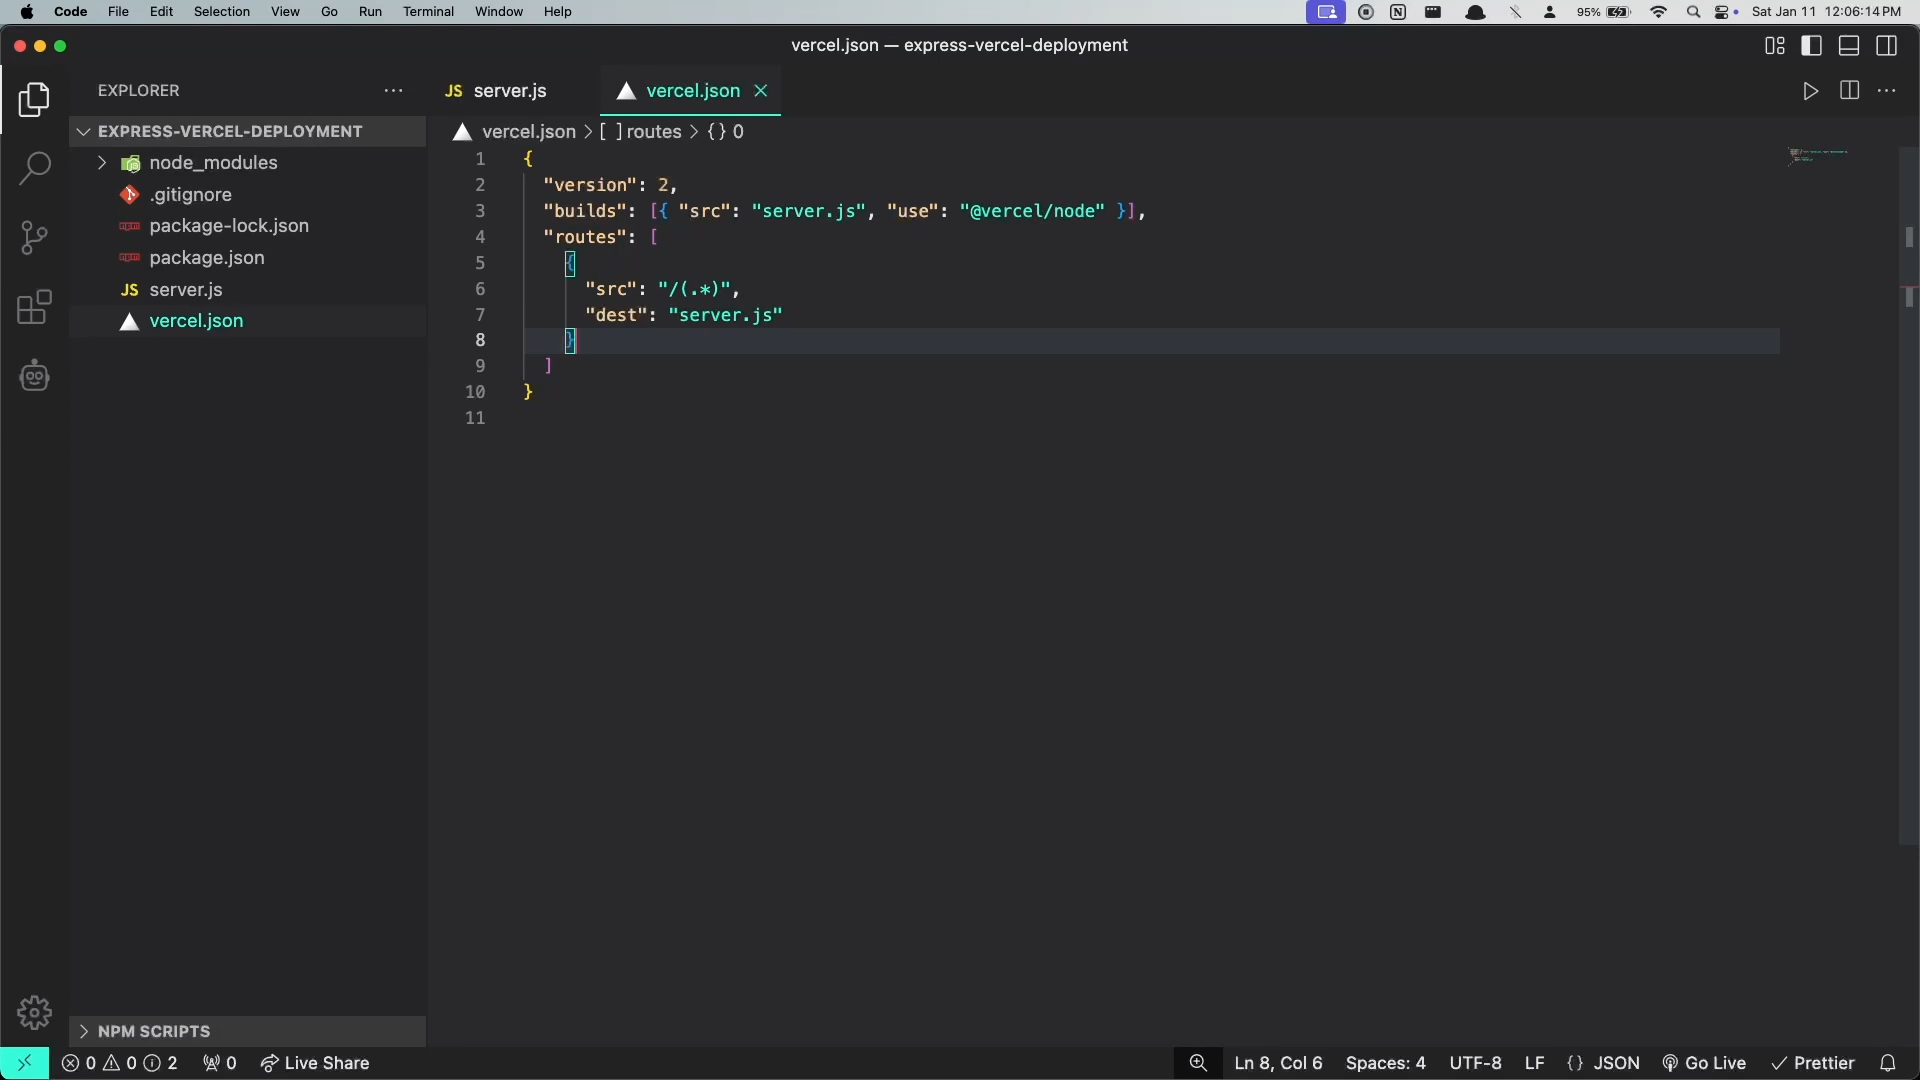 Code File Edit Selection View Go Run Terminal Window Help 95% Sat Jan 11 12:06:14 PM
vercel.json — express-vercel-deployment
EXPLORER
JS server.js
vercel.json
EXPRESS-VERCEL-DEPLOYMENT
vercel.json > [ ] routes > {} 0
node_modules
.gitignore
package-lock.json
package.json
JS server.js
vercel.json
1 {
2 "version": 2,
3 "builds": [{ "src": "server.js", "use": "@vercel/node" }],
4 "routes": [
5 {
6 "src": "/(.*)",
7 "dest": "server.js"
8 }
9 ]
10 }
11
NPM SCRIPTS
0 0 2 0 Live Share Ln 8, Col 6 Spaces: 4 UTF-8 LF {} JSON Go Live Prettier